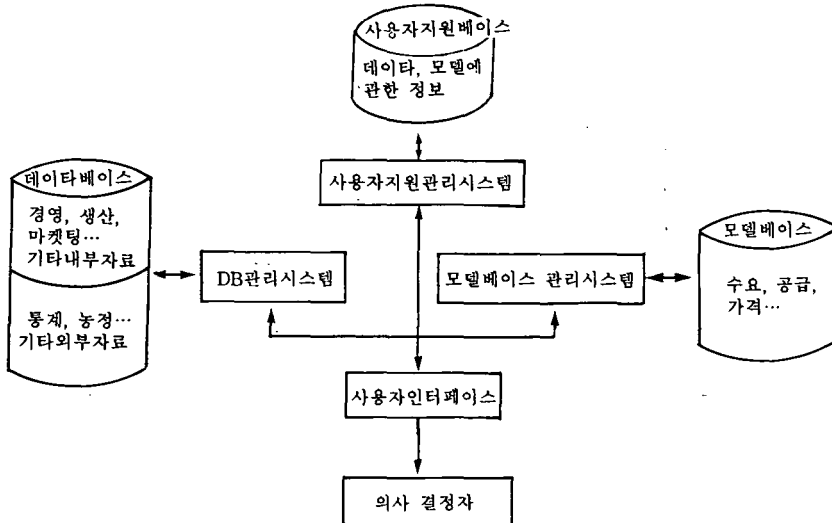 사용자지원베이스
데이타, 모델에
관한 정보
사용자지원관리시스템
데이타베이스
경영, 생산,
마켓팅…
기타내부자료
통계, 농정…
기타외부자료
DB관리시스템
모델베이스 관리시스템
모델베이스
수요, 공급,
가격…
사용자인터페이스
의사 결정자